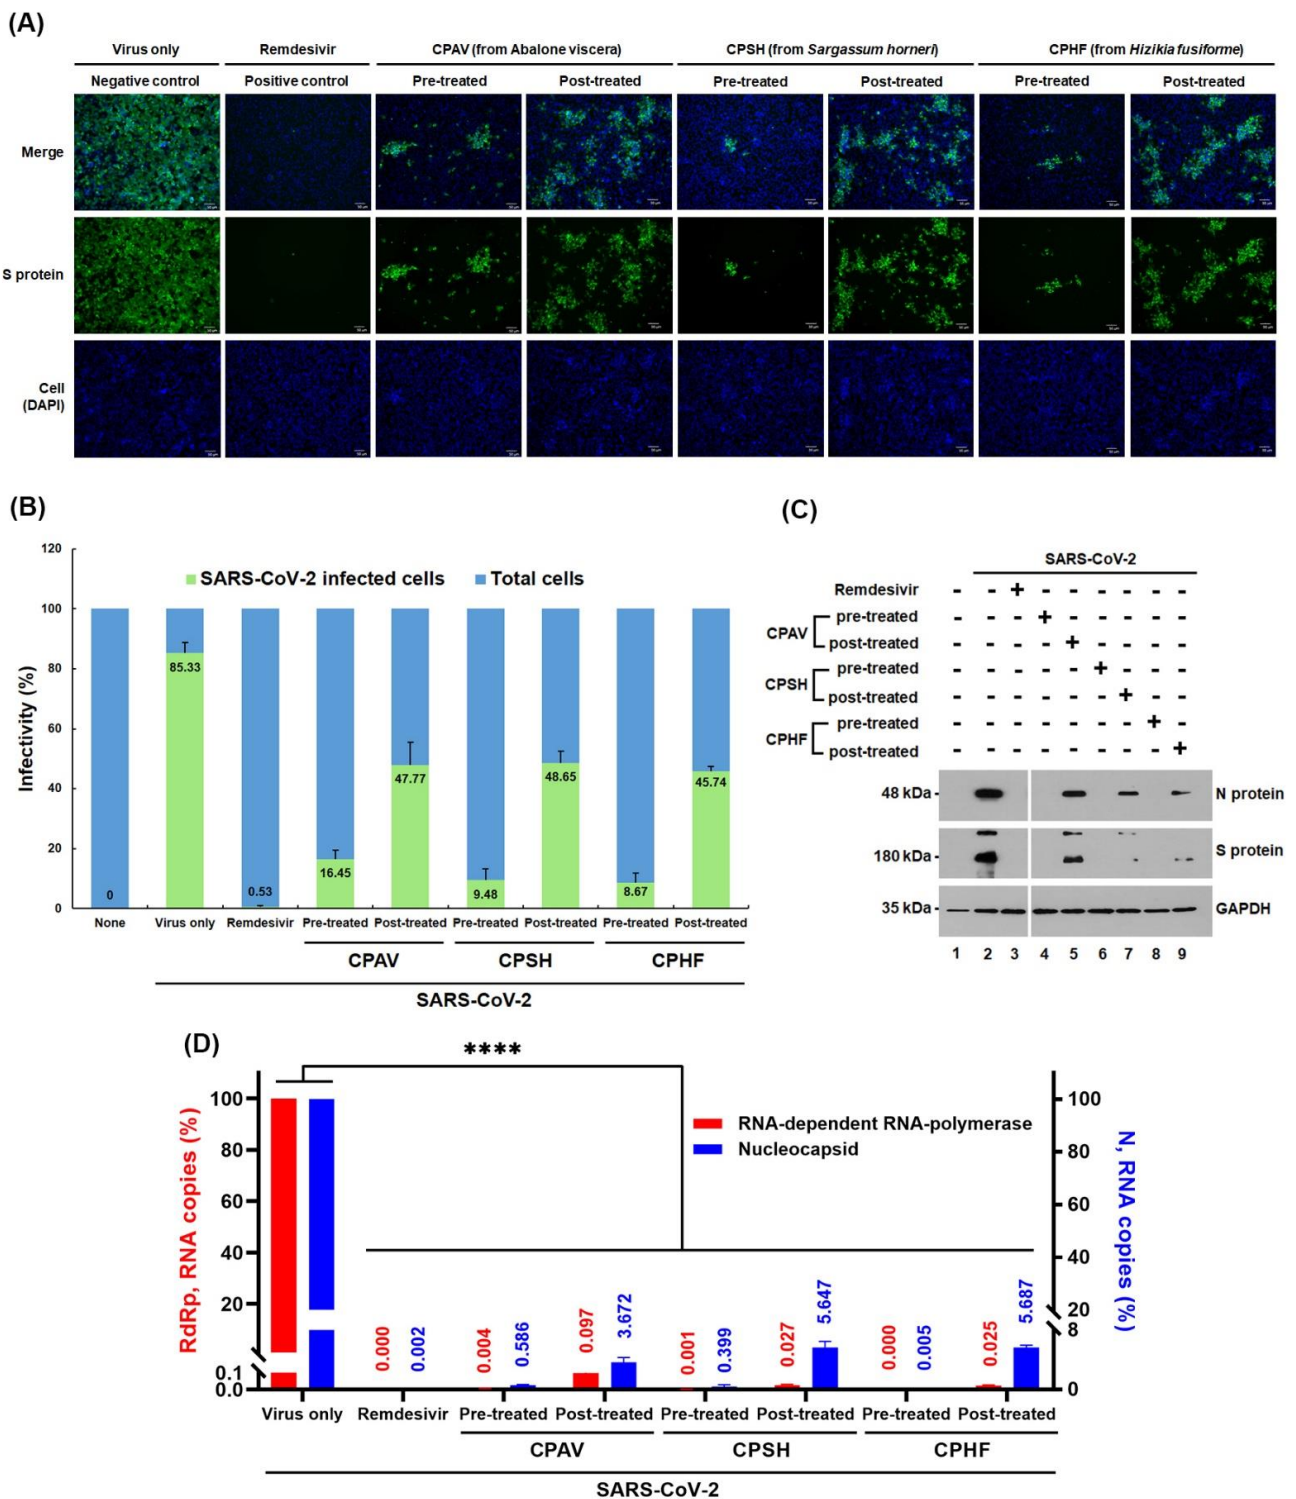 (A)
Virus only Remdesivir CPAV (from Abalone viscera) CPSH (from Sargassum horneri) CPHF (from Hizikia fusiforme)
Negative control Positive control Pre-treated Post-treated Pre-treated Post-treated Pre-treated Post-treated
Merge
S protein
Cell
(DAPI)
(B)
120
100
80
60
40
20
0
Infectivity (%)
SARS-CoV-2 infected cells Total cells
0 85.33 0.53 16.45 47.77 9.48 48.65 8.67 45.74
None Virus only Remdesivir Pre-treated Post-treated Pre-treated Post-treated Pre-treated Post-treated
CPAV CPSH CPHF
SARS-CoV-2
(C)
SARS-CoV-2
Remdesivir - - + - - - - - -
CPAV
pre-treated - - - + - - - - -
post-treated - - - - + - - - -
CPSH
pre-treated - - - - - + - - -
post-treated - - - - - - + - -
CPHF
pre-treated - - - - - - - + -
post-treated - - - - - - - - +
48 kDa N protein
180 kDa S protein
35 kDa GAPDH
1 2 3 4 5 6 7 8 9
(D)
****
RdRp, RNA copies (%)
100
80
60
40
20
0.1
0.0
RNA-dependent RNA-polymerase
Nucleocapsid
N, RNA copies (%)
100
80
60
40
20
8
0
0.000 0.002 0.004 0.586 0.097 3.672 0.001 0.399 0.027 5.647 0.000 0.005 0.025 5.687
Virus only Remdesivir Pre-treated Post-treated Pre-treated Post-treated Pre-treated Post-treated
CPAV CPSH CPHF
SARS-CoV-2